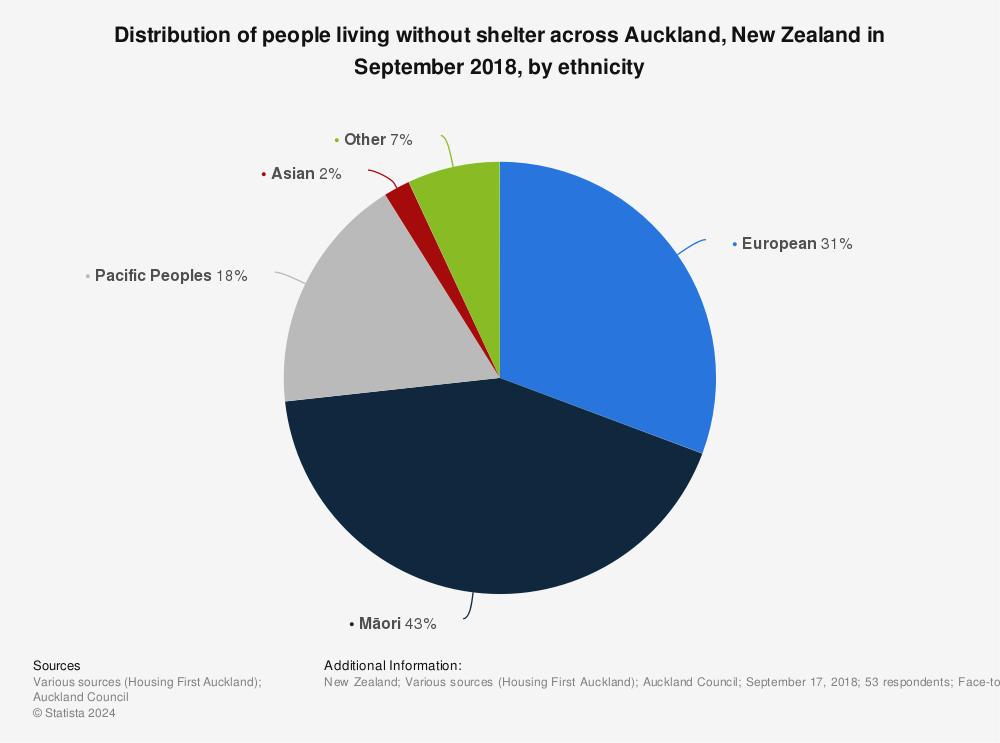 Distribution of people living without shelter across Auckland, New Zealand in
September 2018, by ethnicity
• Other 7%
• Asian 2%
• European 31%
• Pacific Peoples 18%
• Māori 43%
Sources
Various sources (Housing First Auckland);
Auckland Council
© Statista 2024
Additional Information:
New Zealand; Various sources (Housing First Auckland); Auckland Council; September 17, 2018; 53 respondents; Face-to